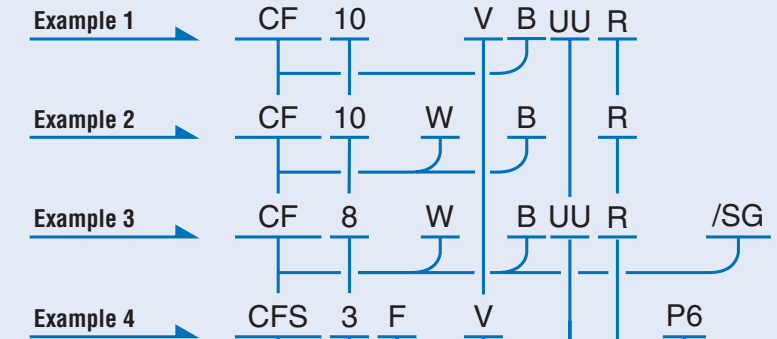 Example 1 CF 10 V B UU R
Example 2 CF 10 W B R
Example 3 CF 8 W B UU R /SG
Example 4 CFS 3 F V P6